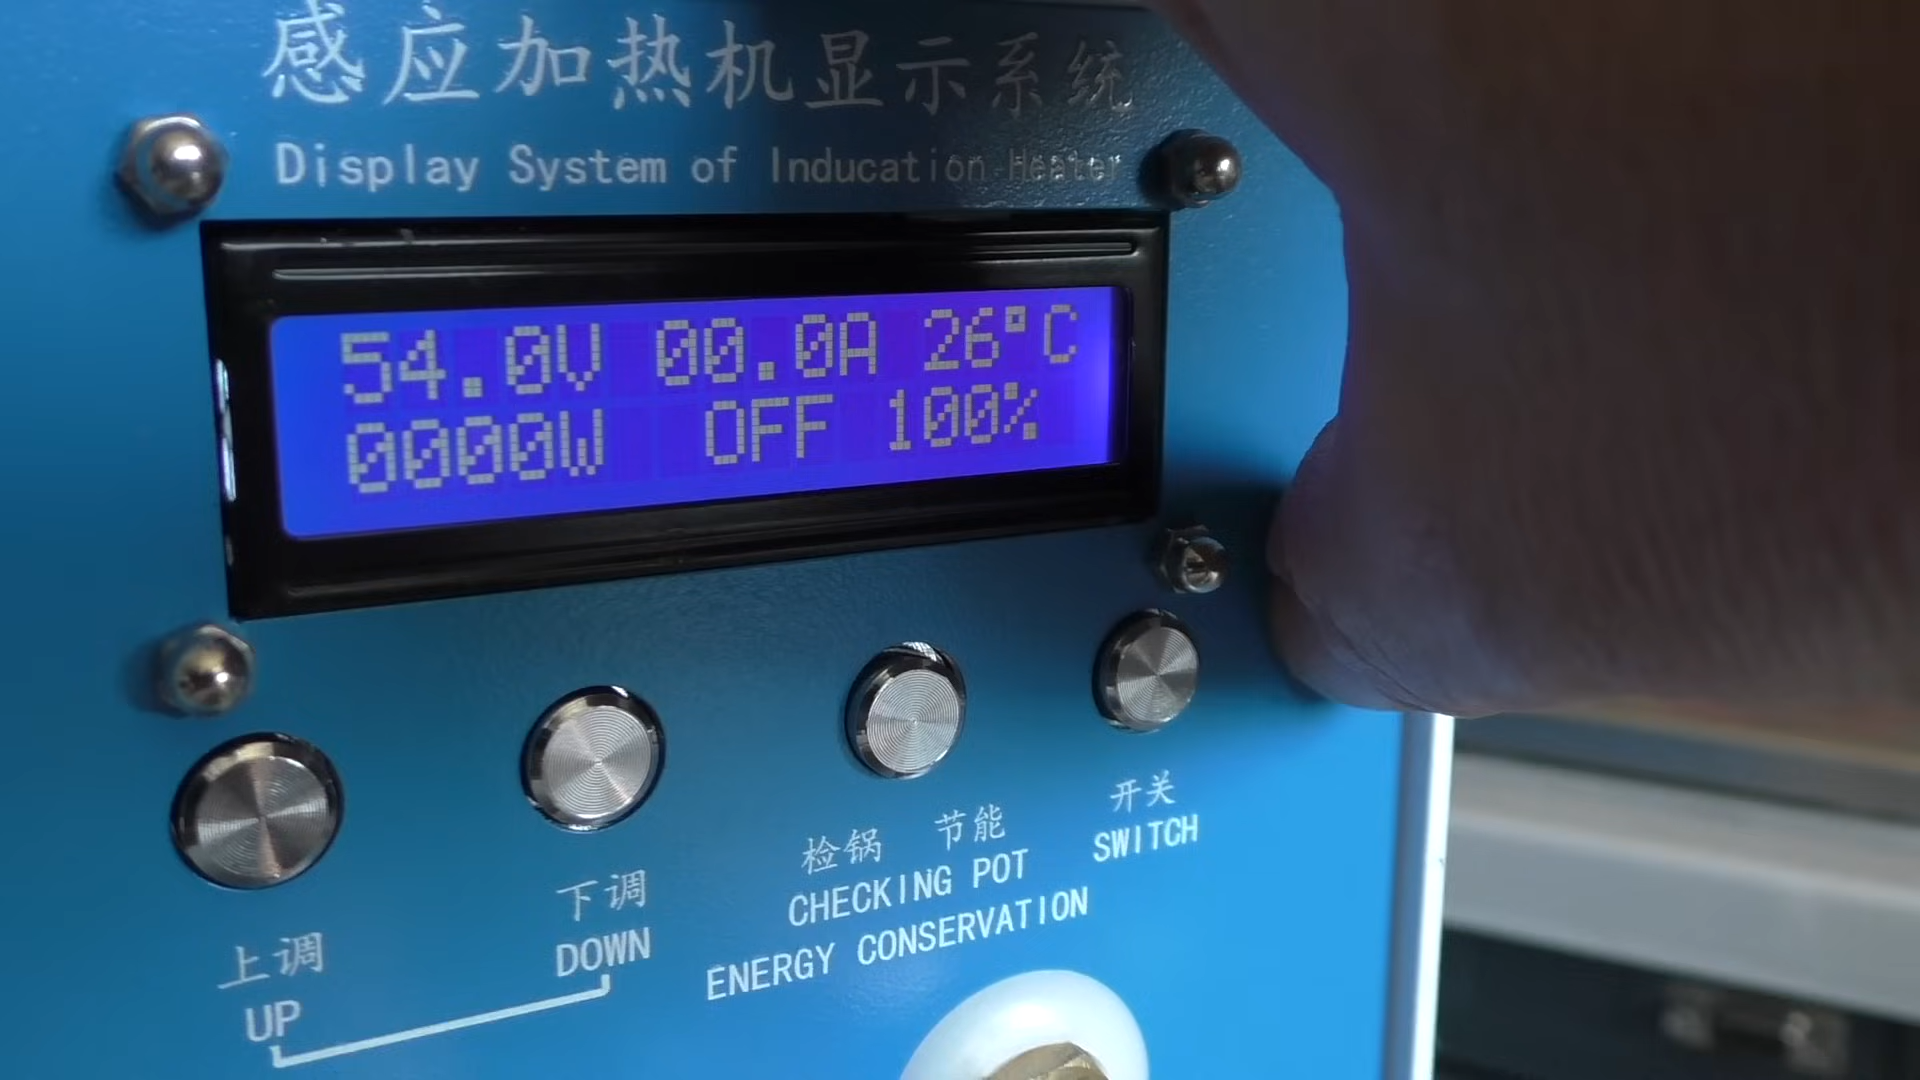 感应加热机显示系统
Display System of Inducation Heater
54.0V 00.0A 26°C
0000W OFF 100%
上调
UP
下调
DOWN
检锅 节能
CHECKING POT
ENERGY CONSERVATION
开关
SWITCH